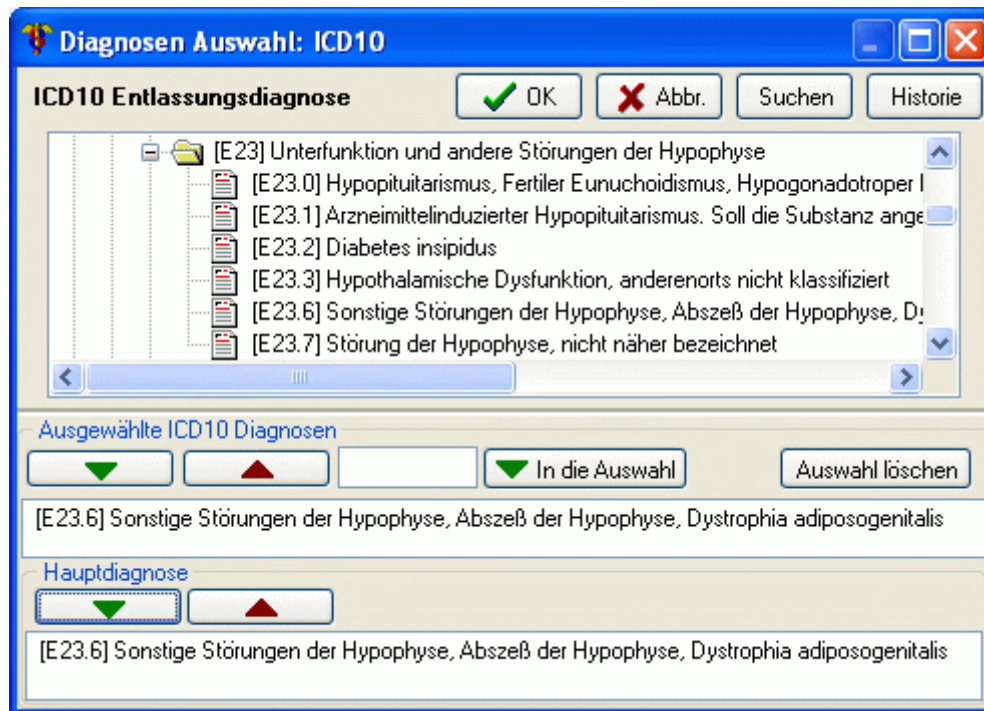 Diagnosen Auswahl: ICD10
ICD10 Entlassungsdiagnose OK Abbr. Suchen Historie
[E23] Unterfunktion und andere Störungen der Hypophyse
[E23.0] Hypopituitarismus, Fertiler Eunuchoidismus, Hypogonadotroper
[E23.1] Arzneimittelinduzierter Hypopituitarismus. Soll die Substanz ange
[E23.2] Diabetes insipidus
[E23.3] Hypothalamische Dysfunktion, anderenorts nicht klassifiziert
[E23.6] Sonstige Störungen der Hypophyse, Abszeß der Hypophyse, Dy
[E23.7] Störung der Hypophyse, nicht näher bezeichnet
Ausgewählte ICD10 Diagnosen
In die Auswahl Auswahl löschen
[E23.6] Sonstige Störungen der Hypophyse, Abszeß der Hypophyse, Dystrophia adiposogenitalis
Hauptdiagnose
[E23.6] Sonstige Störungen der Hypophyse, Abszeß der Hypophyse, Dystrophia adiposogenitalis